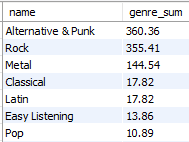 name genre_sum
Alternative & Punk 360.36
Rock 355.41
Metal 144.54
Classical 17.82
Latin 17.82
Easy Listening 13.86
Pop 10.89